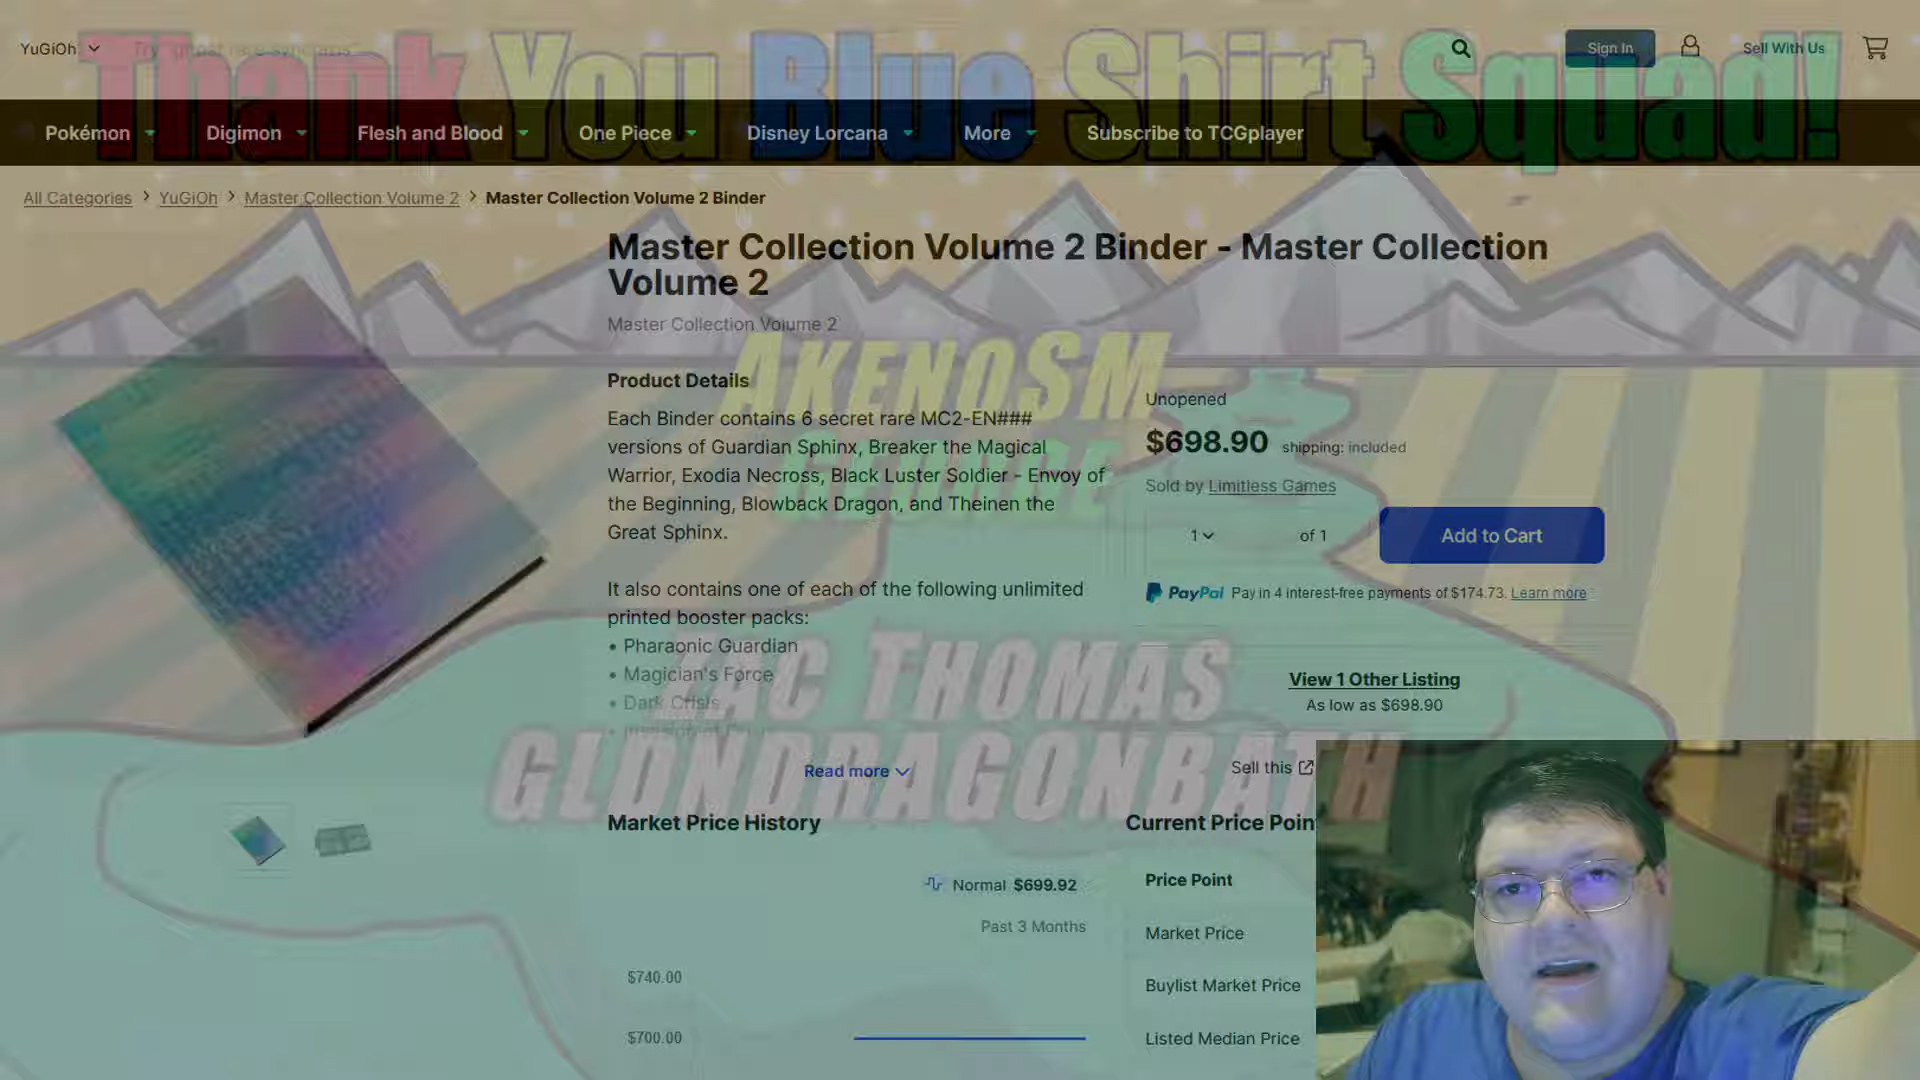 Thank You Blue Shirt Squad!
YuGiOh
Sign In
Sell With Us
Pokémon
Digimon
Flesh and Blood
One Piece
Disney Lorcana
More
Subscribe to TCGplayer
All Categories > YuGiOh > Master Collection Volume 2 > Master Collection Volume 2 Binder
Master Collection Volume 2 Binder - Master Collection
Volume 2
Master Collection Volume 2
AKENOSM
GEORGE
ZAC THOMAS
GLDNDRAGONBATH
Product Details
Each Binder contains 6 secret rare MC2-EN###
versions of Guardian Sphinx, Breaker the Magical
Warrior, Exodia Necross, Black Luster Soldier - Envoy of
the Beginning, Blowback Dragon, and Theinen the
Great Sphinx.
It also contains one of each of the following unlimited
printed booster packs:
• Pharaonic Guardian
• Magician's Force
• Dark Crisis
Read more
Unopened
$698.90 shipping: included
Sold by Limitless Games
1 of 1
Add to Cart
PayPal Pay in 4 interest-free payments of $174.73. Learn more
View 1 Other Listing
As low as $698.90
Sell this
Market Price History
Normal $699.92
Past 3 Months
$740.00
$700.00
Current Price Poin
Price Point
Market Price
Buylist Market Price
Listed Median Price